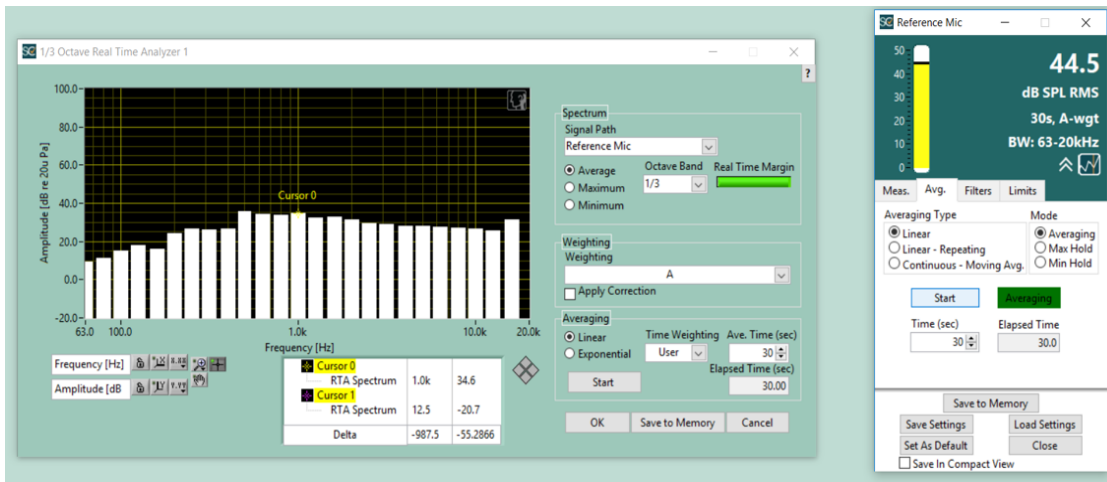 SC 1/3 Octave Real Time Analyzer 1
?
100.0
80.0
60.0
40.0
20.0
0.0
-20.0
Amplitude [dB re 20u Pa]
Cursor 0
63.0 100.0 1.0k 10.0k 20.0k
Frequency [Hz]
Frequency [Hz]
Amplitude [dB
Cursor 0
RTA Spectrum 1.0k 34.6
Cursor 1
RTA Spectrum 12.5 -20.7
Delta -987.5 -55.2866
Spectrum
Signal Path
Reference Mic
Average
Maximum
Minimum
Octave Band
1/3
Real Time Margin
Weighting
Weighting
A
Apply Correction
Averaging
Linear
Exponential
Time Weighting
User
Ave. Time (sec)
30
Start
Elapsed Time (sec)
30.00
OK Save to Memory Cancel
SC Reference Mic
50
40
30
20
10
0
44.5
dB SPL RMS
30s, A-wgt
BW: 63-20kHz
Meas. Avg. Filters Limits
Averaging Type
Linear
Linear - Repeating
Continuous - Moving Avg.
Mode
Averaging
Max Hold
Min Hold
Start Averaging
Time (sec) Elapsed Time
30 30.0
Save to Memory
Save Settings Load Settings
Set As Default Close
Save In Compact View